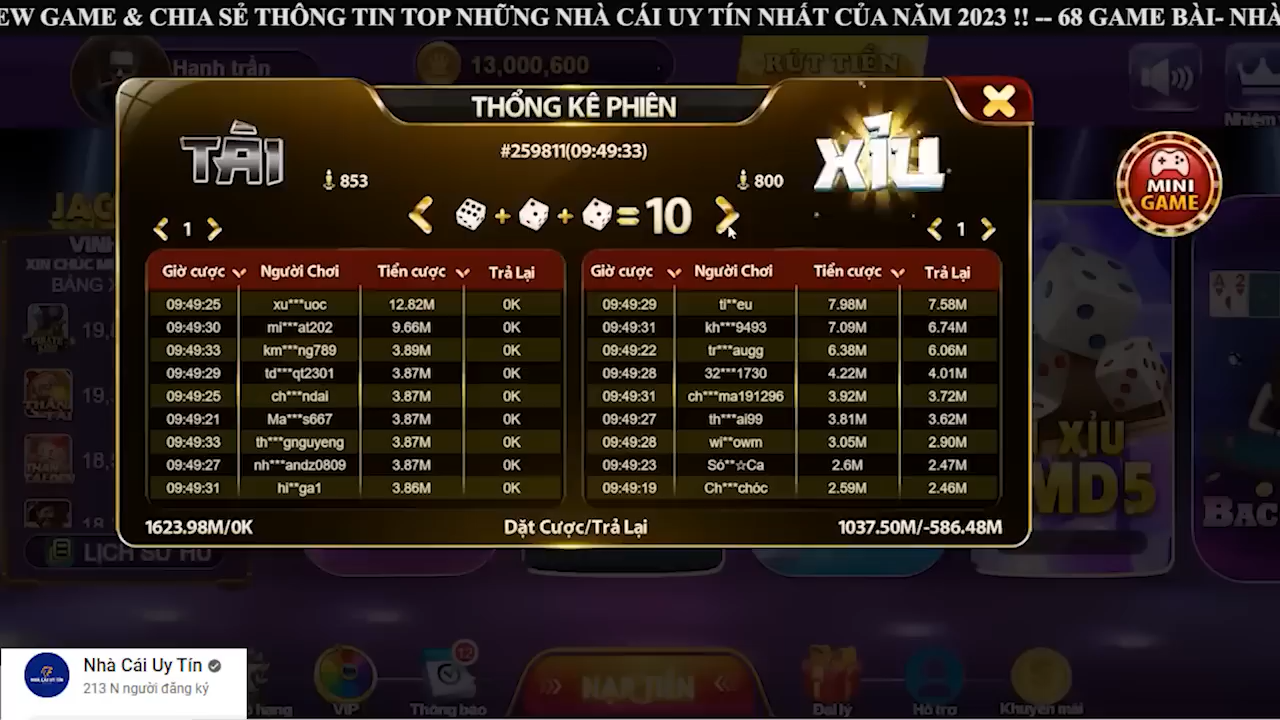 EW GAME & CHIA SẺ THÔNG TIN TOP NHỮNG NHÀ CÁI UY TÍN NHẤT CỦA NĂM 2023 !! -- 68 GAME BÀI- NHÀ
Hanh trần
13,000,600
RÚT TIỀN
THỐNG KÊ PHIÊN
#259811(09:49:33)
TÀI
XỈU
853
800
= 10
1
1
MINI
GAME
Nhiệm
Giờ cược Người Chơi Tiền cược Trả Lại
09:49:25 xu***uoc 12.82M 0K
09:49:30 mi***at202 9.66M 0K
09:49:33 km***ng789 3.89M 0K
09:49:29 td***qt2301 3.87M 0K
09:49:25 ch***ndai 3.87M 0K
09:49:21 Ma***s667 3.87M 0K
09:49:33 th***gnguyeng 3.87M 0K
09:49:27 nh***andz0809 3.87M 0K
09:49:31 hi**ga1 3.86M 0K
Giờ cược Người Chơi Tiền cược Trả Lại
09:49:29 ti**eu 7.98M 7.58M
09:49:31 kh***9493 7.09M 6.74M
09:49:22 tr***augg 6.38M 6.06M
09:49:28 32***1730 4.22M 4.01M
09:49:31 ch***ma191296 3.92M 3.72M
09:49:27 th***ai99 3.81M 3.62M
09:49:28 wi**owm 3.05M 2.90M
09:49:23 Só**☆Ca 2.6M 2.47M
09:49:19 Ch***chóc 2.59M 2.46M
1623.98M/0K Dặt Cược/Trả Lại 1037.50M/-586.48M
XỈU
MD5
LỊCH SỬ HŨ
VIP
Thông báo
12
NẠP TIỀN
Đại lý
Hỗ trợ
Khuyến mãi
Nhà Cái Uy Tín
213 N người đăng ký